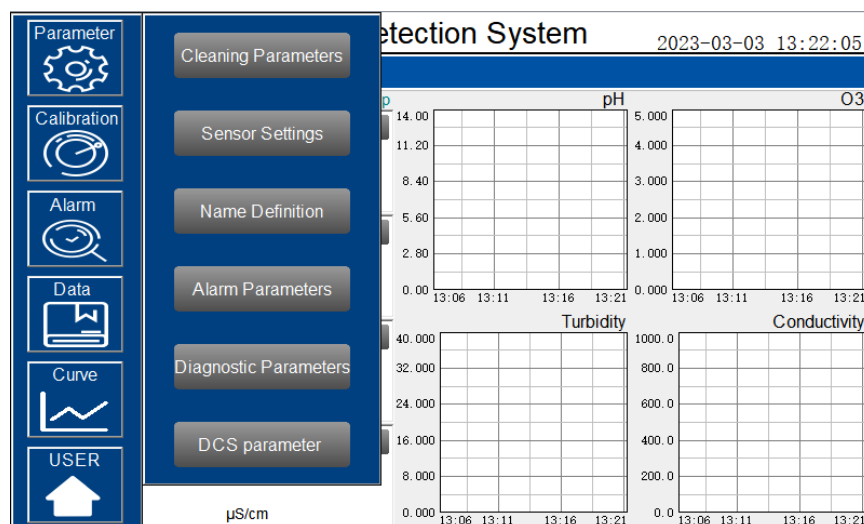 Parameter
Calibration
Alarm
Data
Curve
USER
Cleaning Parameters
Sensor Settings
Name Definition
Alarm Parameters
Diagnostic Parameters
DCS parameter
etection System
2023-03-03 13:22:05
p
pH
14.00
11.20
8.40
5.60
2.80
0.00
13:06 13:11 13:16 13:21
O3
5.000
4.000
3.000
2.000
1.000
0.000
13:06 13:11 13:16 13:21
Turbidity
40.000
32.000
24.000
16.000
8.000
0.000
13:06 13:11 13:16 13:21
Conductivity
1000.0
800.0
600.0
400.0
200.0
0.0
13:06 13:11 13:16 13:21
µS/cm